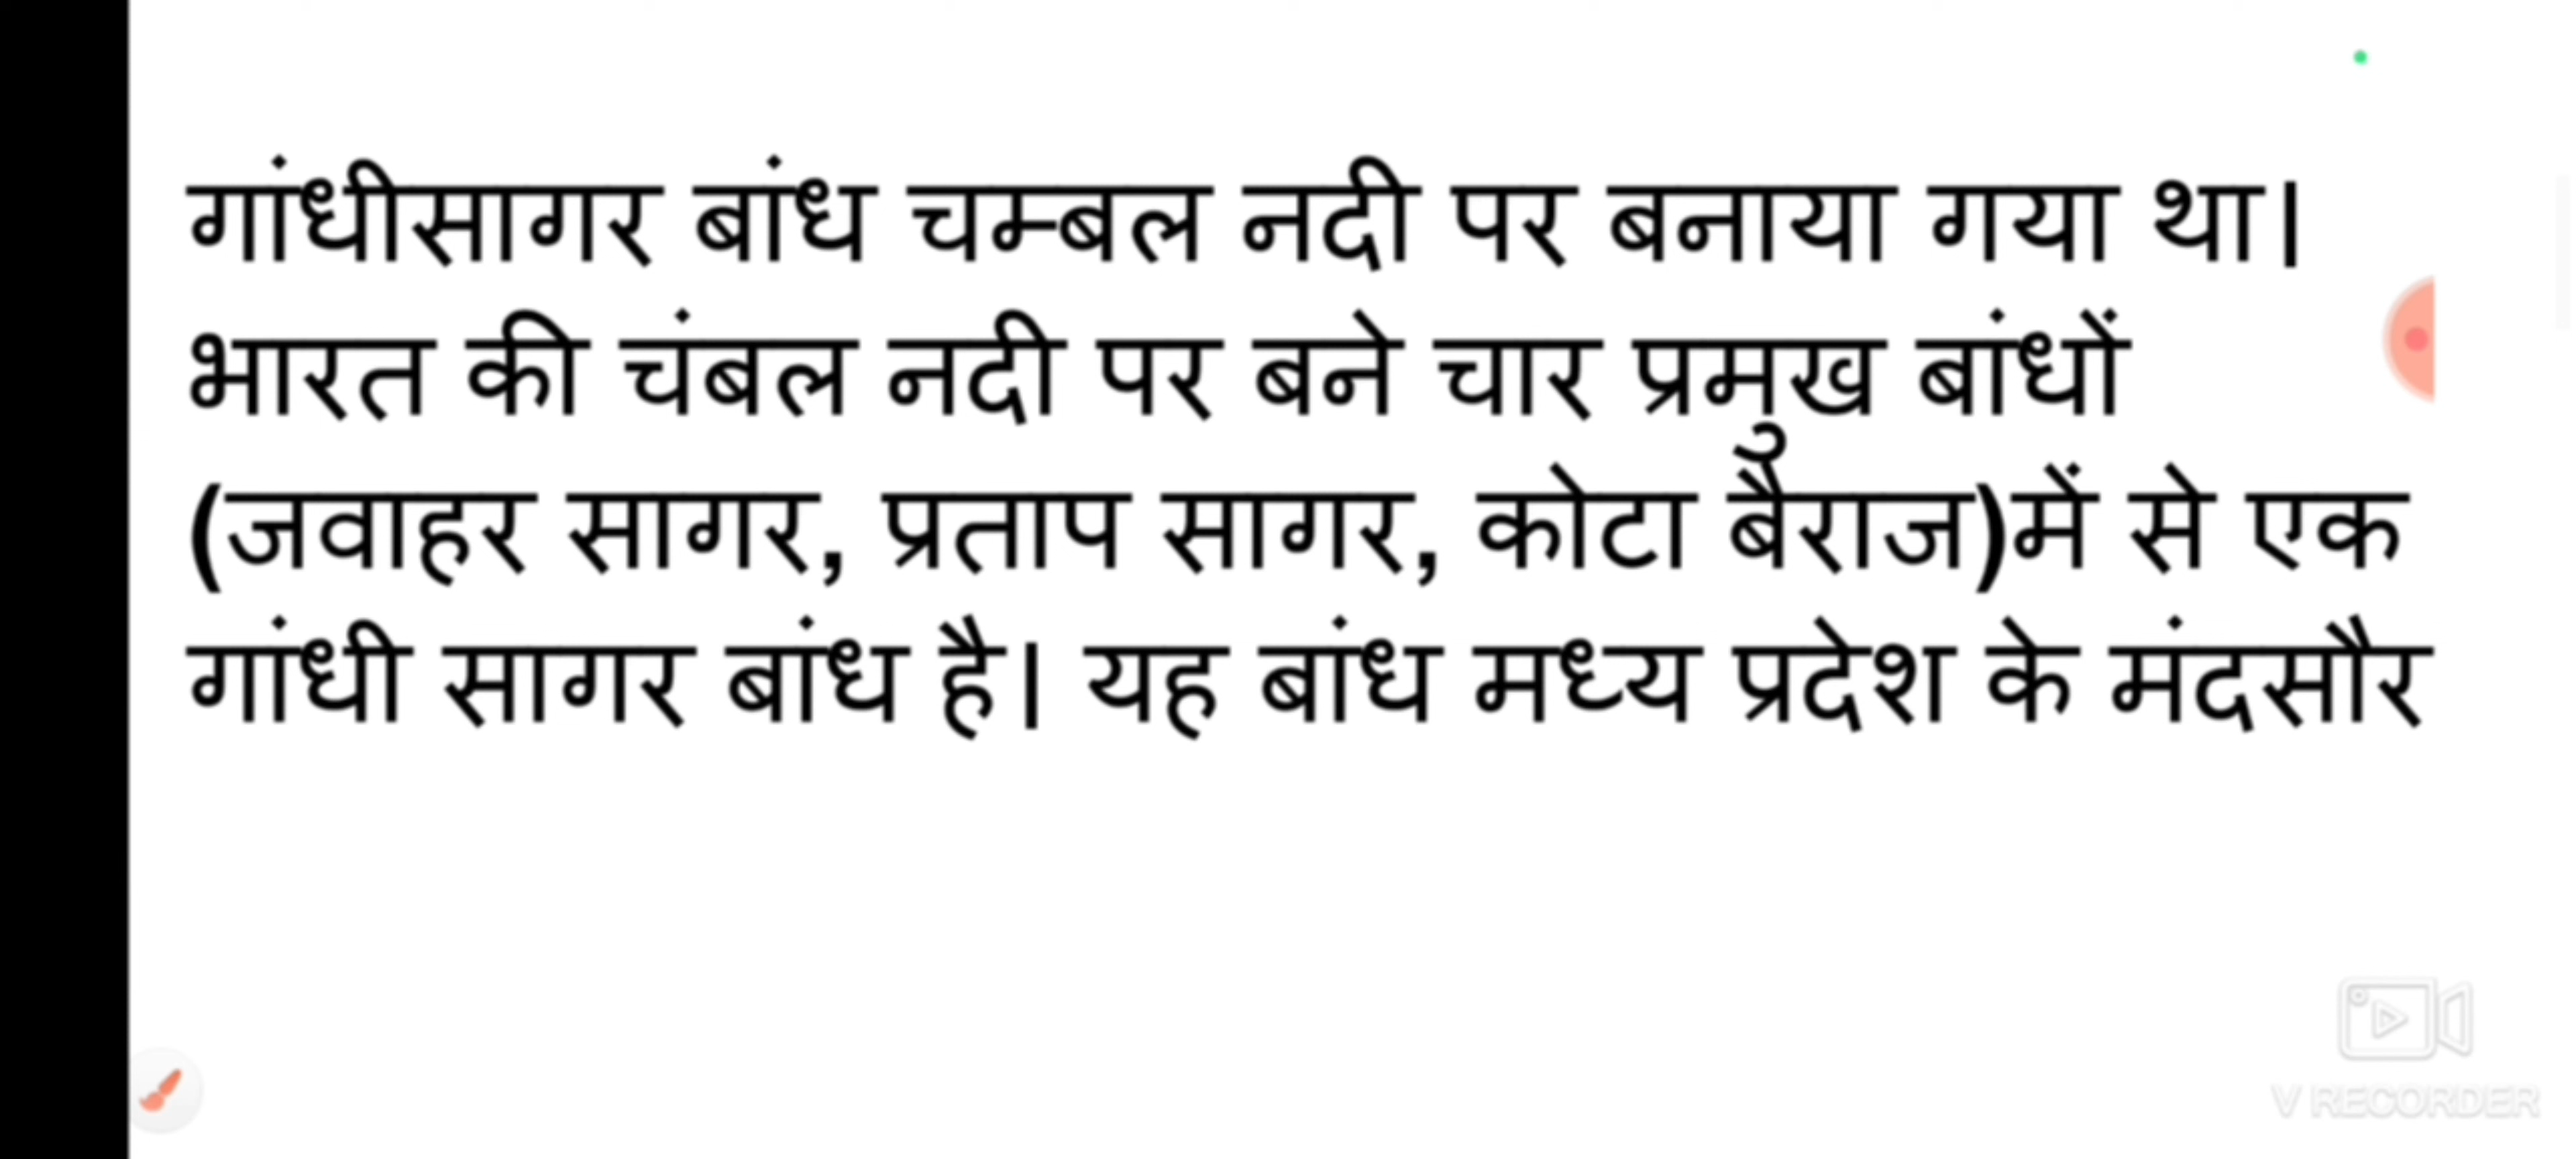 गांधीसागर बांध चम्बल नदी पर बनाया गया था।
भारत की चंबल नदी पर बने चार प्रमुख बांधों
(जवाहर सागर, प्रताप सागर, कोटा बैराज)में से एक
गांधी सागर बांध है। यह बांध मध्य प्रदेश के मंदसौर
V RECORDER